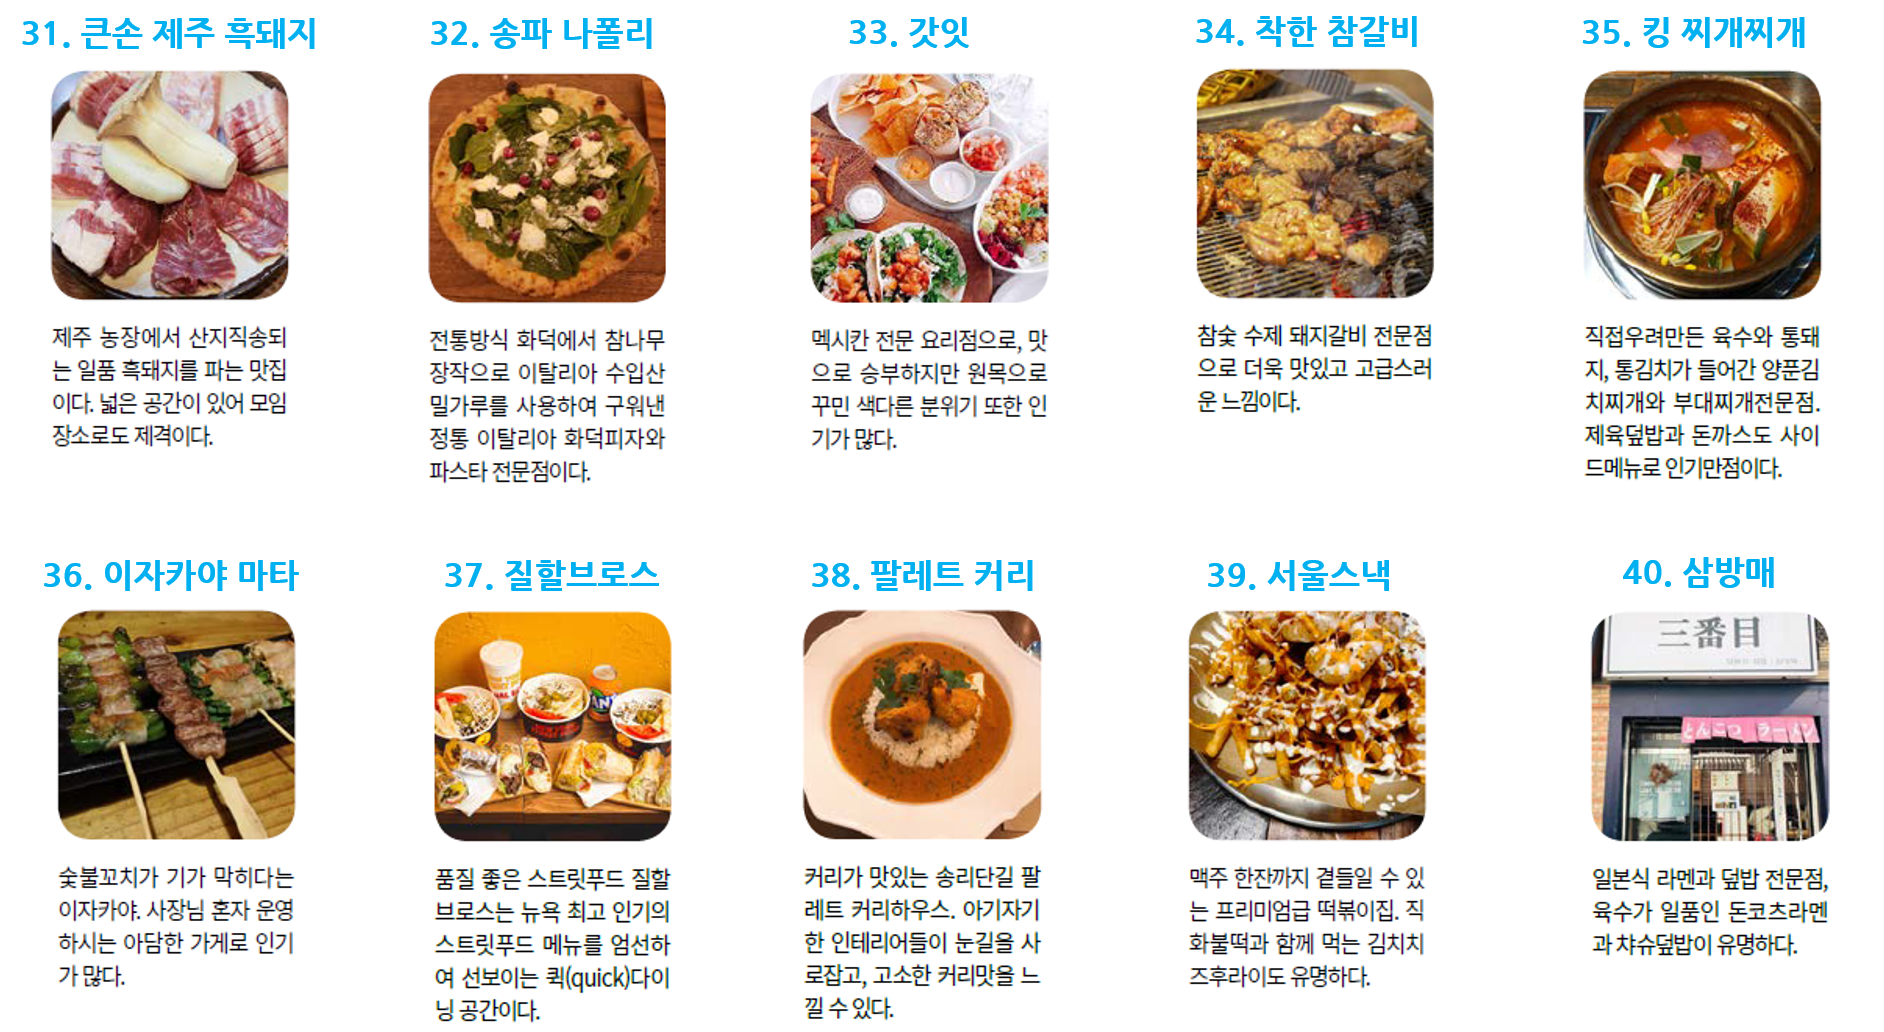 31. 큰손 제주 흑돼지
제주 농장에서 산지직송되
는 일품 흑돼지를 파는 맛집
이다. 넓은 공간이 있어 모임
장소로도 제격이다.
32. 송파 나폴리
전통방식 화덕에서 참나무
장작으로 이탈리아 수입산
밀가루를 사용하여 구워낸
정통 이탈리아 화덕피자와
파스타 전문점이다.
33. 갓잇
멕시칸 전문 요리점으로, 맛
으로 승부하지만 원목으로
꾸민 색다른 분위기 또한 인
기가 많다.
34. 착한 참갈비
참숯 수제 돼지갈비 전문점
으로 더욱 맛있고 고급스러
운 느낌이다.
35. 킹 찌개찌개
직접우려만든 육수와 통돼
지, 통김치가 들어간 양푼김
치찌개와 부대찌개전문점.
제육덮밥과 돈까스도 사이
드메뉴로 인기만점이다.
36. 이자카야 마타
숯불꼬치가 기가 막히다는
이자카야. 사장님 혼자 운영
하시는 아담한 가게로 인기
가 많다.
37. 질할브로스
품질 좋은 스트릿푸드 질할
브로스는 뉴욕 최고 인기의
스트릿푸드 메뉴를 엄선하
여 선보이는 퀵(quick)다이
닝 공간이다.
38. 팔레트 커리
커리가 맛있는 송리단길 팔
레트 커리하우스. 아기자기
한 인테리어들이 눈길을 사
로잡고, 고소한 커리맛을 느
낄 수 있다.
39. 서울스낵
맥주 한잔까지 곁들일 수 있
는 프리미엄급 떡볶이집. 직
화불떡과 함께 먹는 김치치
즈후라이도 유명하다.
40. 삼방매
三番目
とんこつ ラーメン
일본식 라멘과 덮밥 전문점,
육수가 일품인 돈코츠라멘
과 챠슈덮밥이 유명하다.